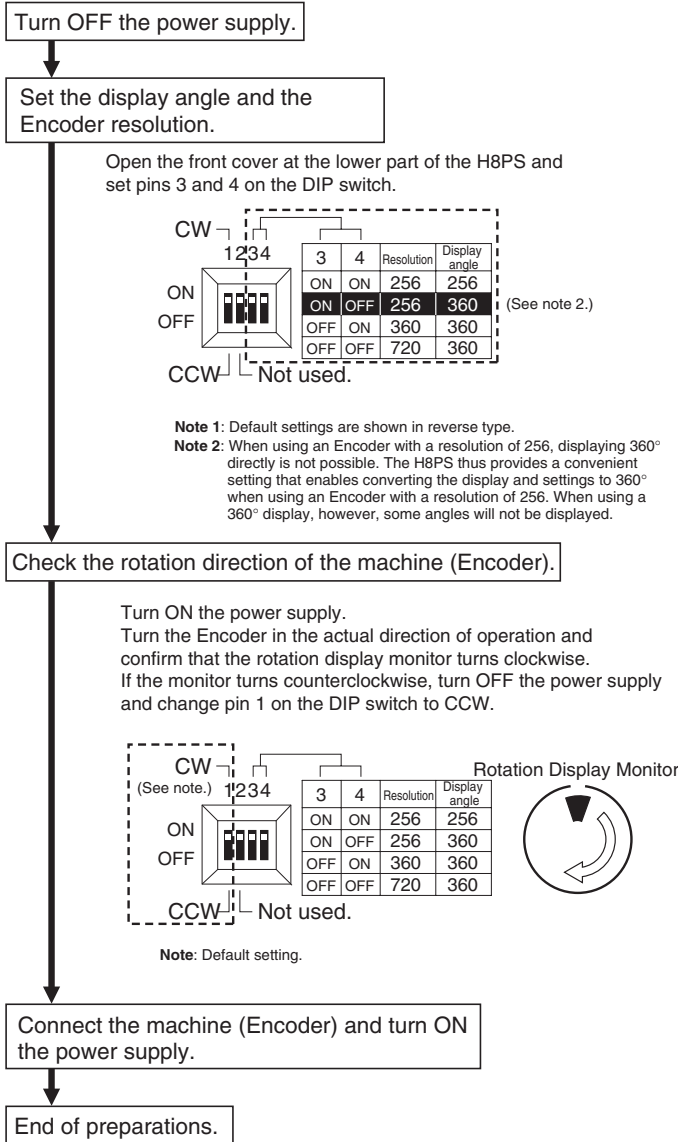 Turn OFF the power supply.
Set the display angle and the
Encoder resolution.
Open the front cover at the lower part of the H8PS and
set pins 3 and 4 on the DIP switch.
CW
1234
ON
OFF
CCW
Not used.
3 4 Resolution Display angle
ON ON 256 256
ON OFF 256 360
OFF ON 360 360
OFF OFF 720 360
(See note 2.)
Note 1: Default settings are shown in reverse type.
Note 2: When using an Encoder with a resolution of 256, displaying 360°
directly is not possible. The H8PS thus provides a convenient
setting that enables converting the display and settings to 360°
when using an Encoder with a resolution of 256. When using a
360° display, however, some angles will not be displayed.
Check the rotation direction of the machine (Encoder).
Turn ON the power supply.
Turn the Encoder in the actual direction of operation and
confirm that the rotation display monitor turns clockwise.
If the monitor turns counterclockwise, turn OFF the power supply
and change pin 1 on the DIP switch to CCW.
CW
(See note.)
1234
ON
OFF
CCW
Not used.
3 4 Resolution Display angle
ON ON 256 256
ON OFF 256 360
OFF ON 360 360
OFF OFF 720 360
Rotation Display Monitor
Note: Default setting.
Connect the machine (Encoder) and turn ON
the power supply.
End of preparations.